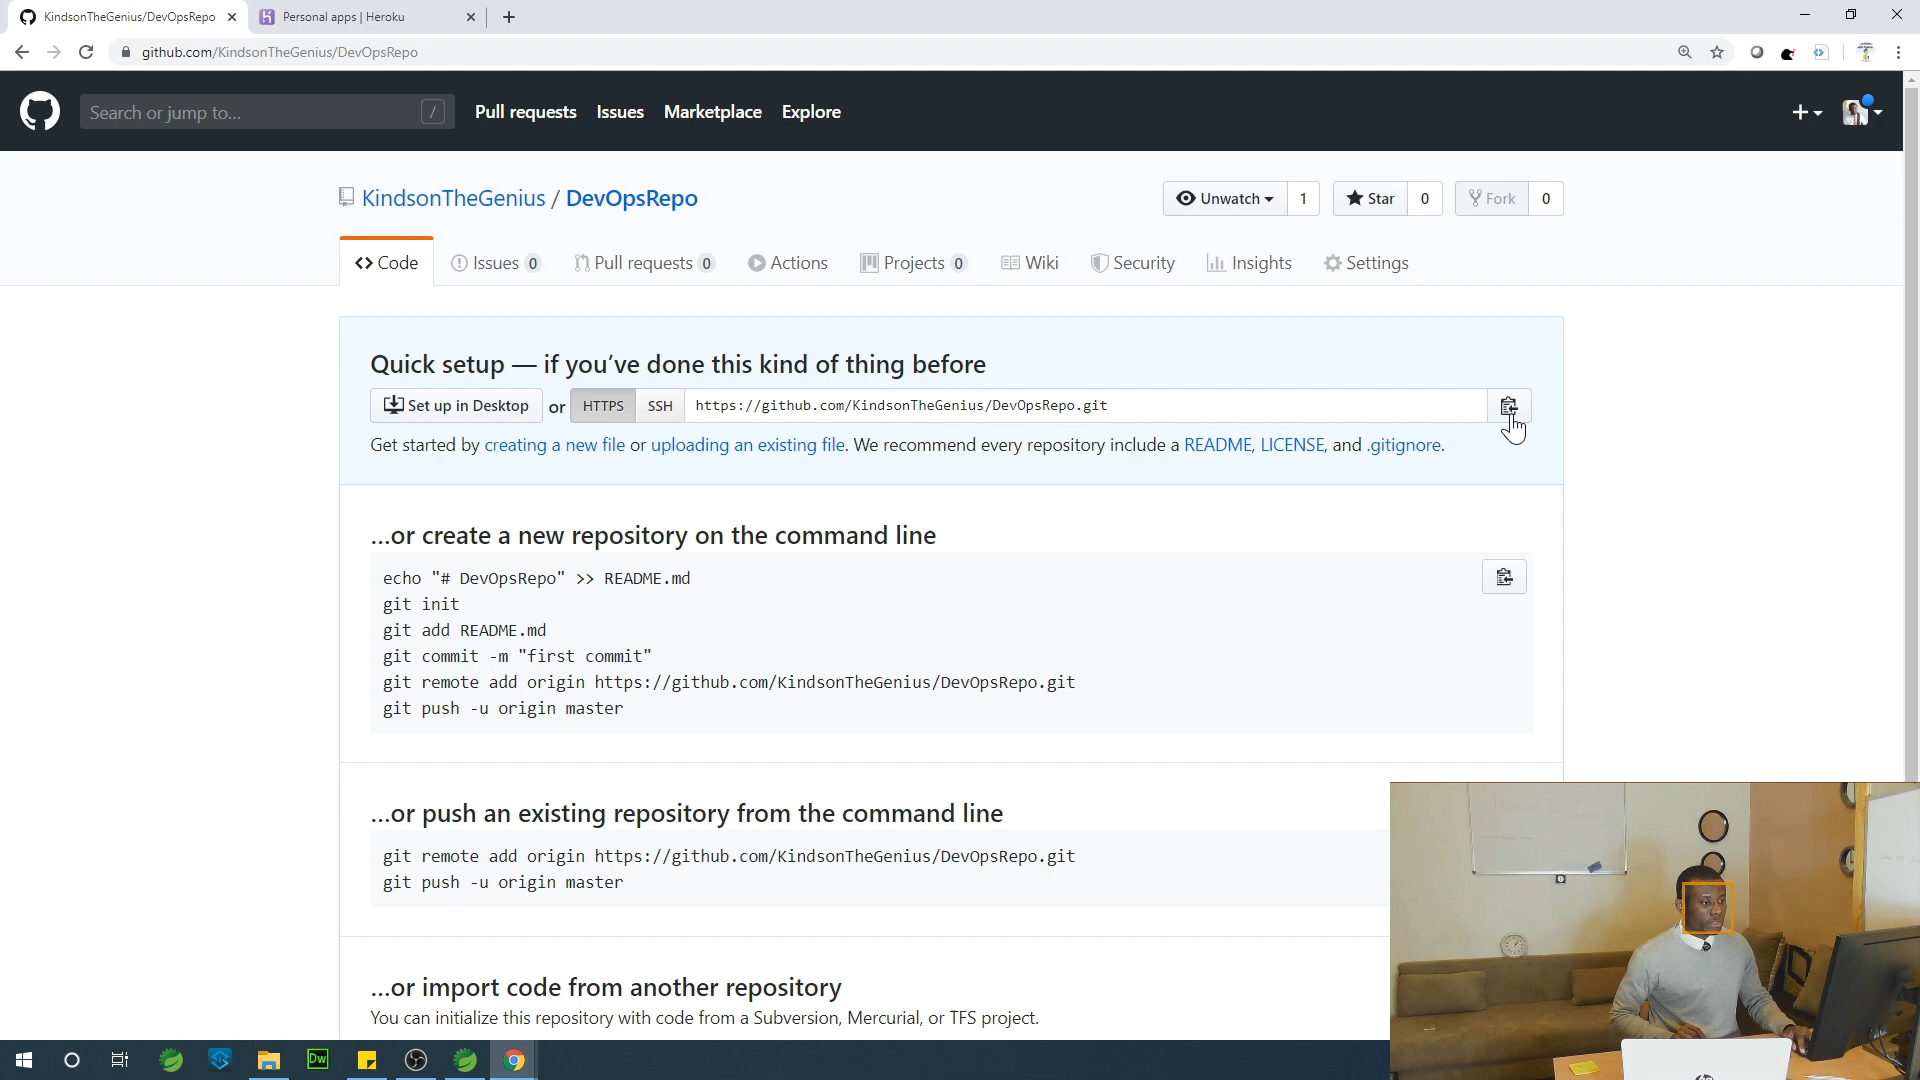 KindsonTheGenius/DevOpsRepo
Personal apps | Heroku
github.com/KindsonTheGenius/DevOpsRepo
Search or jump to...
/
Pull requests
Issues
Marketplace
Explore
KindsonTheGenius / DevOpsRepo
Unwatch 1
Star 0
Fork 0
Code
Issues 0
Pull requests 0
Actions
Projects 0
Wiki
Security
Insights
Settings
Quick setup — if you’ve done this kind of thing before
Set up in Desktop or HTTPS SSH https://github.com/KindsonTheGenius/DevOpsRepo.git
Get started by creating a new file or uploading an existing file. We recommend every repository include a README, LICENSE, and .gitignore.
…or create a new repository on the command line
echo "# DevOpsRepo" >> README.md
git init
git add README.md
git commit -m "first commit"
git remote add origin https://github.com/KindsonTheGenius/DevOpsRepo.git
git push -u origin master
…or push an existing repository from the command line
git remote add origin https://github.com/KindsonTheGenius/DevOpsRepo.git
git push -u origin master
…or import code from another repository
You can initialize this repository with code from a Subversion, Mercurial, or TFS project.
Dw